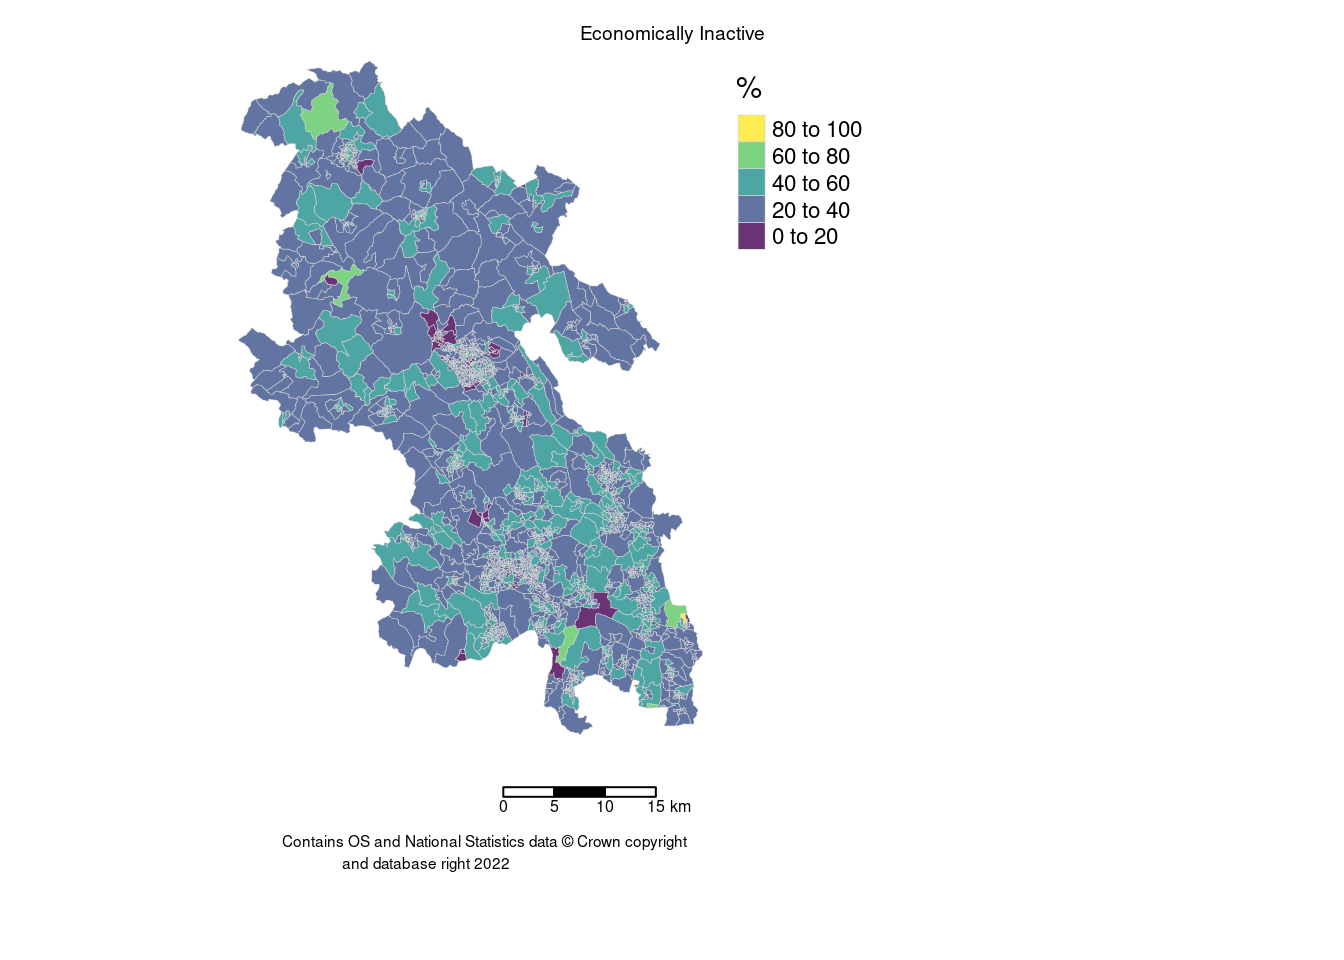 Economically Inactive
%
80 to 100
60 to 80
40 to 60
20 to 40
0 to 20
0 5 10 15 km
Contains OS and National Statistics data © Crown copyright
and database right 2022